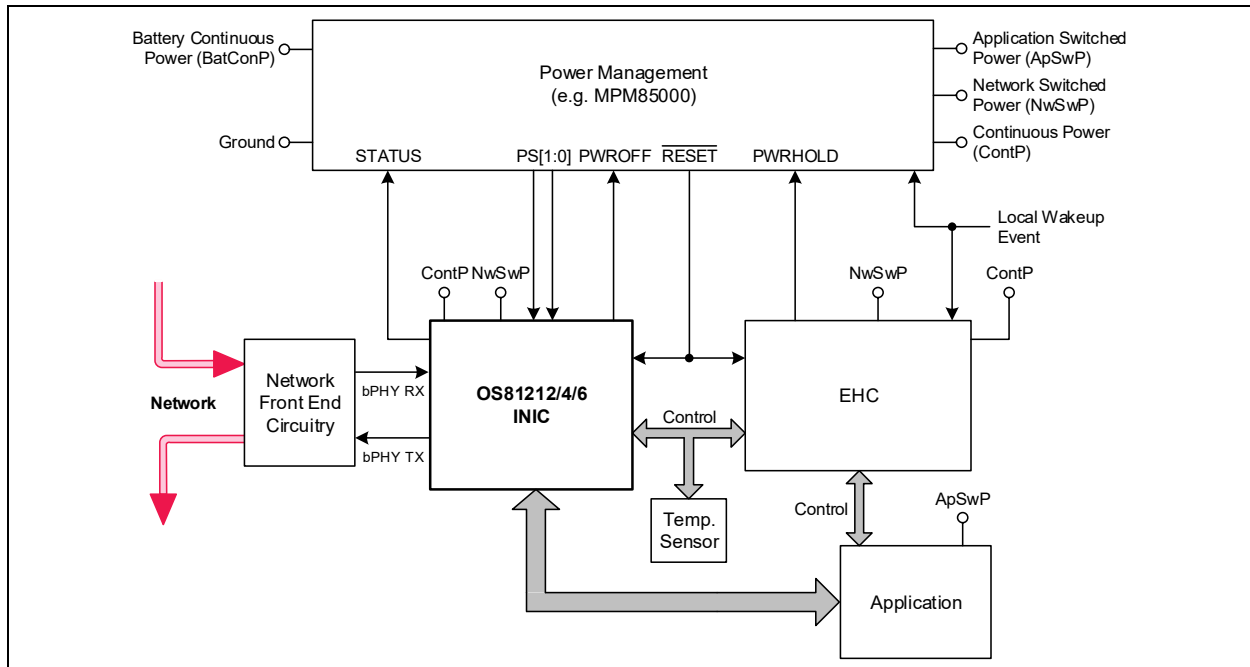 Battery Continuous
Power (BatConP)
Ground
Power Management
(e.g. MPM85000)
STATUS
PS[1:0]
PWROFF
RESET
PWRHOLD
Application Switched
Power (ApSwP)
Network Switched
Power (NwSwP)
Continuous Power
(ContP)
Local Wakeup
Event
ContP
NwSwP
NwSwP
ContP
Network
Network
Front End
Circuitry
bPHY RX
bPHY TX
OS81212/4/6
INIC
Control
EHC
Temp.
Sensor
Control
ApSwP
Application